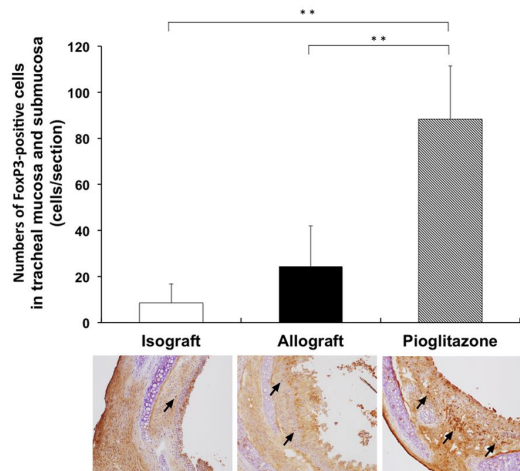 * *
* *
Numbers of FoxP3-positive cells
in tracheal mucosa and submucosa
(cells/section)
120
100
80
60
40
20
0
Isograft Allograft Pioglitazone